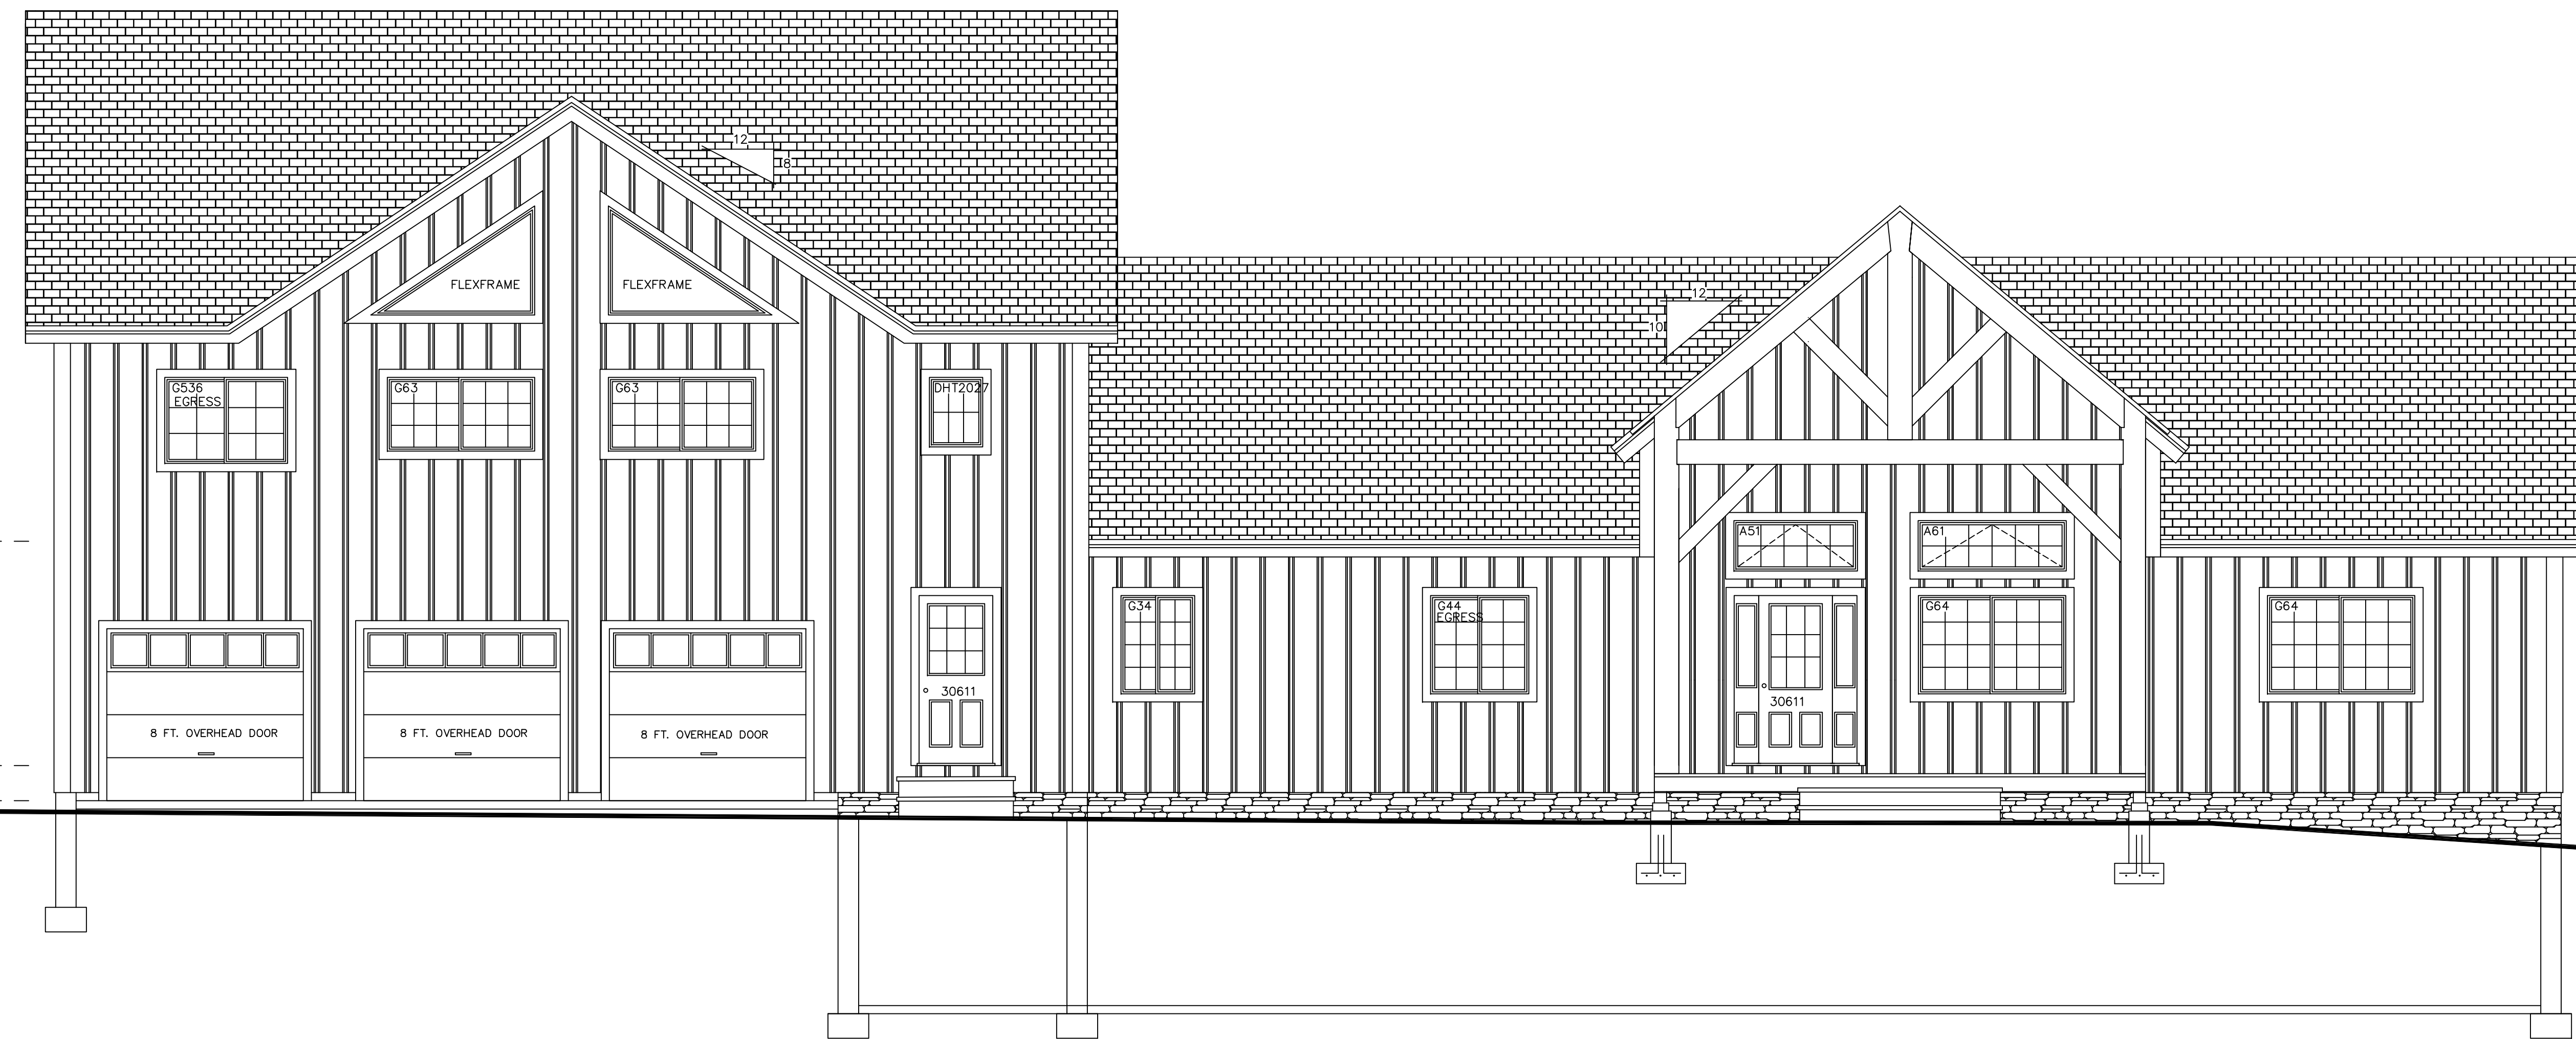 12
8
FLEXFRAME
FLEXFRAME
12
10
G536
EGRESS
G63
G63
DHT2027
A51
A61
G34
G44
EGRESS
G64
G64
30611
30611
8 FT. OVERHEAD DOOR
8 FT. OVERHEAD DOOR
8 FT. OVERHEAD DOOR